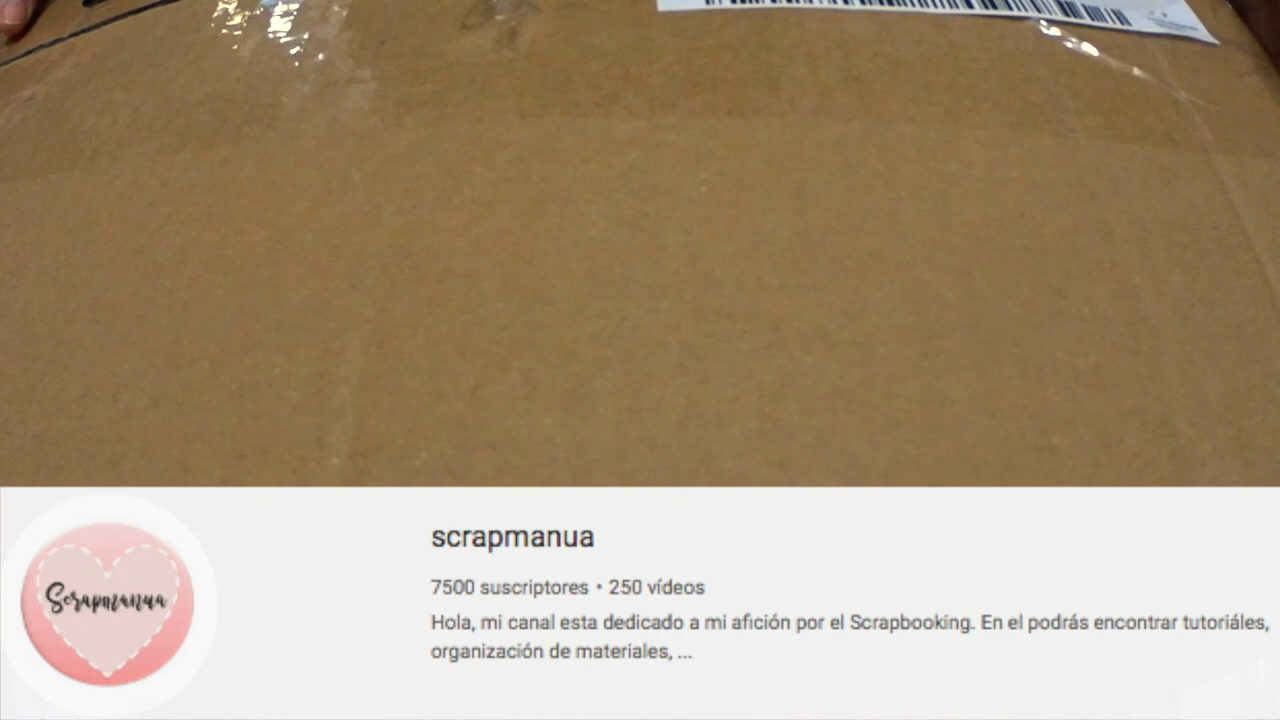 scrapmanua
7500 suscriptores • 250 vídeos
Scrapmanua
Hola, mi canal esta dedicado a mi afición por el Scrapbooking. En el podrás encontrar tutoriáles,
organización de materiales, ...